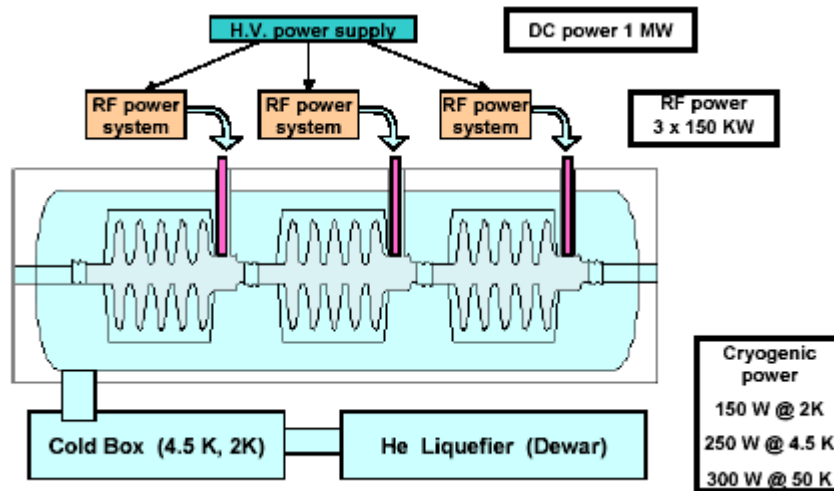 H.V. power supply
DC power 1 MW
RF power
system
RF power
system
RF power
system
RF power
3 x 150 KW
Cryogenic
power
150 W @ 2K
250 W @ 4.5 K
300 W @ 50 K
Cold Box (4.5 K, 2K)
He Liquefier (Dewar)